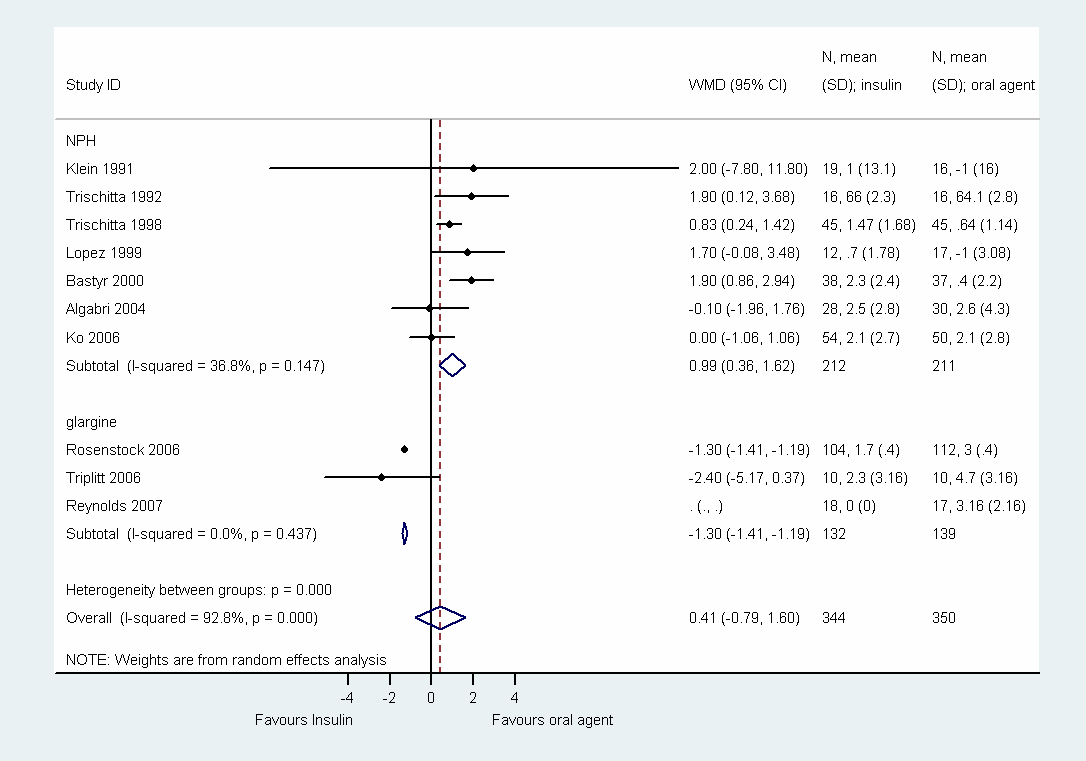 N, mean N, mean
Study ID WMD (95% CI) (SD); insulin (SD); oral agent
NPH
Klein 1991 2.00 (-7.80, 11.80) 19, 1 (13.1) 16, -1 (16)
Trischitta 1992 1.90 (0.12, 3.68) 16, 66 (2.3) 16, 64.1 (2.8)
Trischitta 1998 0.83 (0.24, 1.42) 45, 1.47 (1.68) 45, .64 (1.14)
Lopez 1999 1.70 (-0.08, 3.48) 12, .7 (1.78) 17, -1 (3.08)
Bastyr 2000 1.90 (0.86, 2.94) 38, 2.3 (2.4) 37, .4 (2.2)
Algabri 2004 -0.10 (-1.96, 1.76) 28, 2.5 (2.8) 30, 2.6 (4.3)
Ko 2006 0.00 (-1.06, 1.06) 54, 2.1 (2.7) 50, 2.1 (2.8)
Subtotal (I-squared = 36.8%, p = 0.147) 0.99 (0.36, 1.62) 212 211
glargine
Rosenstock 2006 -1.30 (-1.41, -1.19) 104, 1.7 (.4) 112, 3 (.4)
Triplitt 2006 -2.40 (-5.17, 0.37) 10, 2.3 (3.16) 10, 4.7 (3.16)
Reynolds 2007 . (., .) 18, 0 (0) 17, 3.16 (2.16)
Subtotal (I-squared = 0.0%, p = 0.437) -1.30 (-1.41, -1.19) 132 139
Heterogeneity between groups: p = 0.000
Overall (I-squared = 92.8%, p = 0.000) 0.41 (-0.79, 1.60) 344 350
NOTE: Weights are from random effects analysis
-4 -2 0 2 4
Favours Insulin Favours oral agent